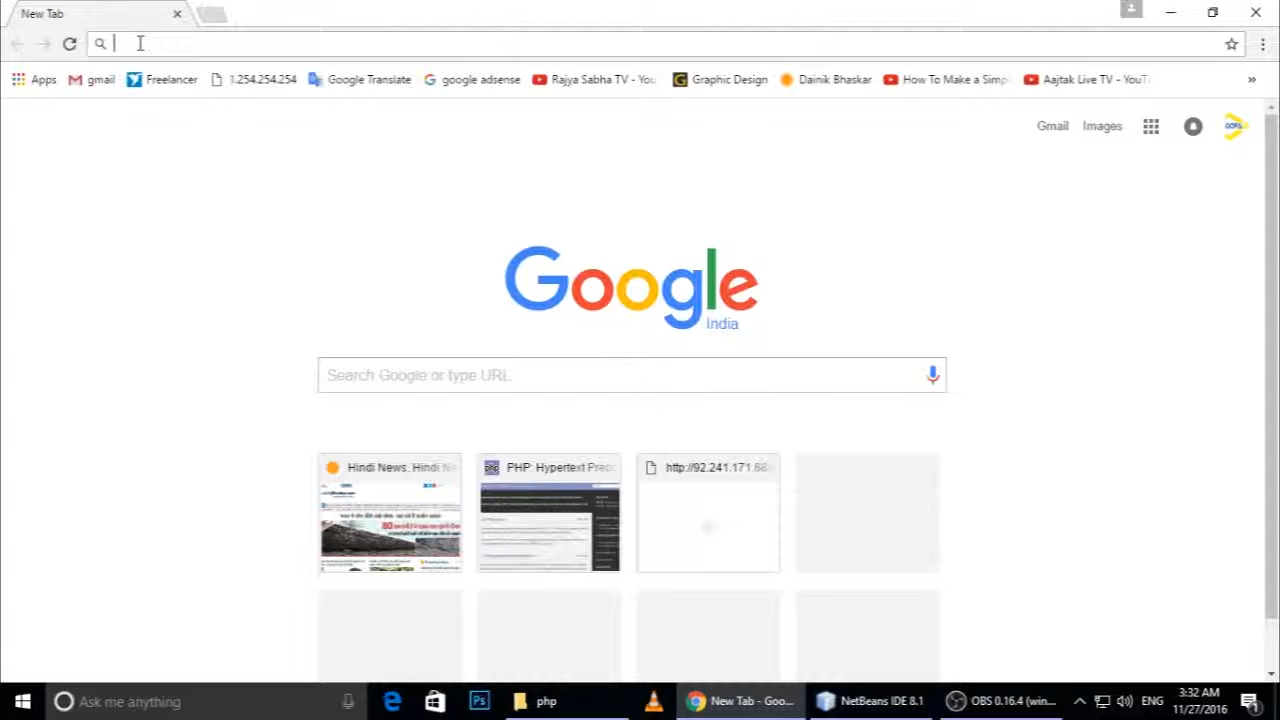 New Tab
Apps gmail Freelancer 1.254.254.254 Google Translate google adsense Rajya Sabha TV - You Graphic Design Dainik Bhaskar How To Make a Simpl Aajtak Live TV - YouTu »
Gmail Images
Google
India
Search Google or type URL
Hindi News, Hindi Ne PHP: Hypertext Prepr http://92.241.171.68
Ask me anything php New Tab - Goo... NetBeans IDE 8.1 OBS 0.16.4 (win... ENG 3:32 AM
11/27/2016